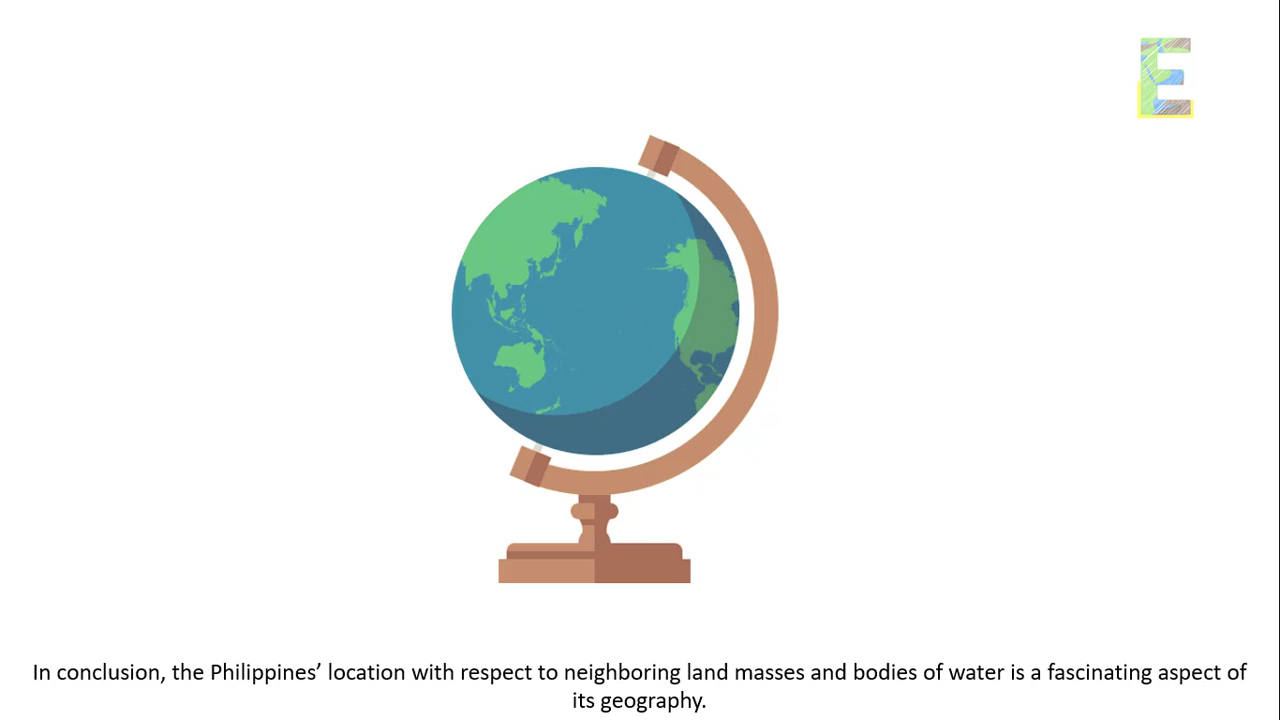 E
In conclusion, the Philippines’ location with respect to neighboring land masses and bodies of water is a fascinating aspect of
its geography.